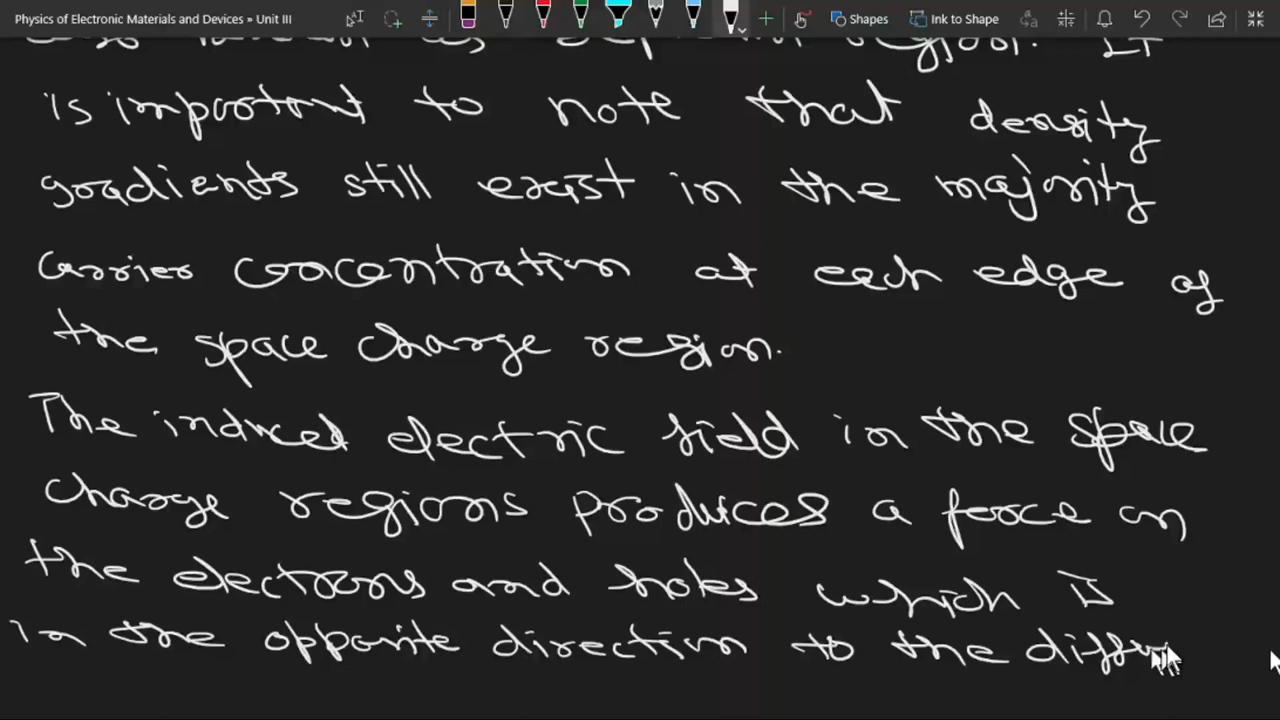 Physics of Electronic Materials and Devices » Unit III
Shapes Ink to Shape
region. It
is important to note that density
gradients still exist in the majority
carrier concentration at each edge of
the space charge region.
The induced electric field in the space
charge regions produces a force on
the electrons and holes which is
in the opposite direction to the diffu